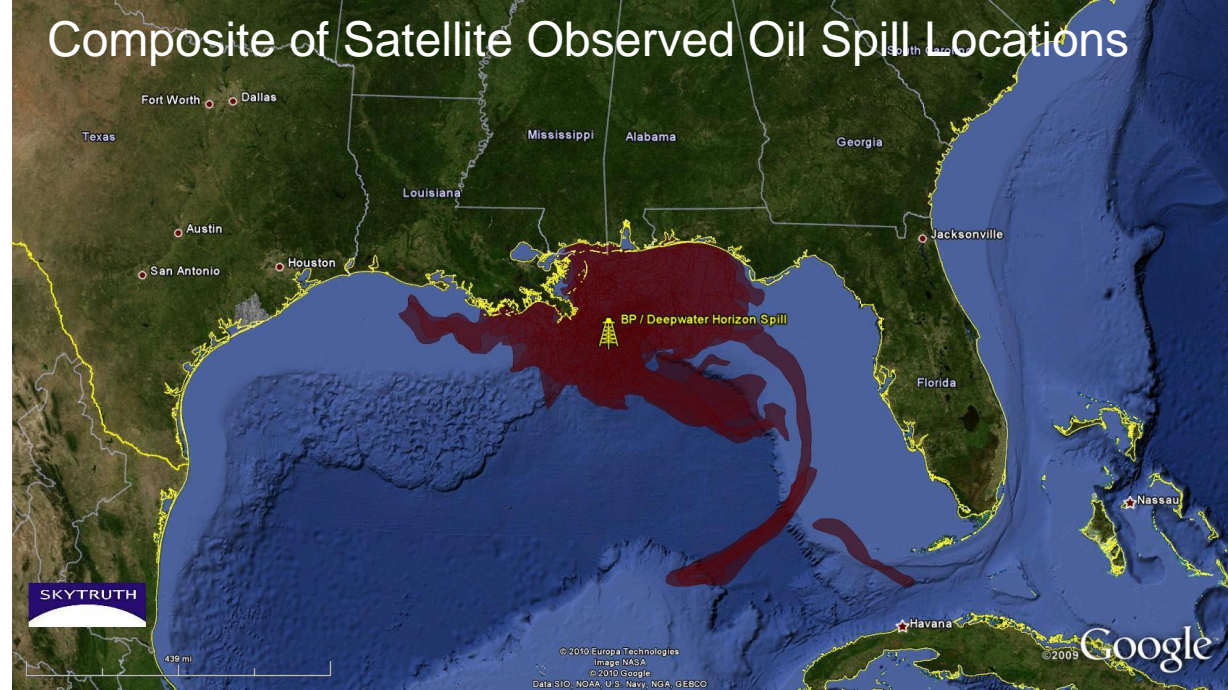 Composite of Satellite Observed Oil Spill Locations
South Carolina
Fort Worth
Dallas
Texas
Mississippi
Alabama
Georgia
Louisiana
Austin
Jacksonville
San Antonio
Houston
BP / Deepwater Horizon Spill
Florida
Nassau
SKYTRUTH
Havana
439 mi
© 2010 Europa Technologies
Image NASA
© 2010 Google
Data SIO, NOAA, U.S. Navy, NGA, GEBCO
©2009 Google